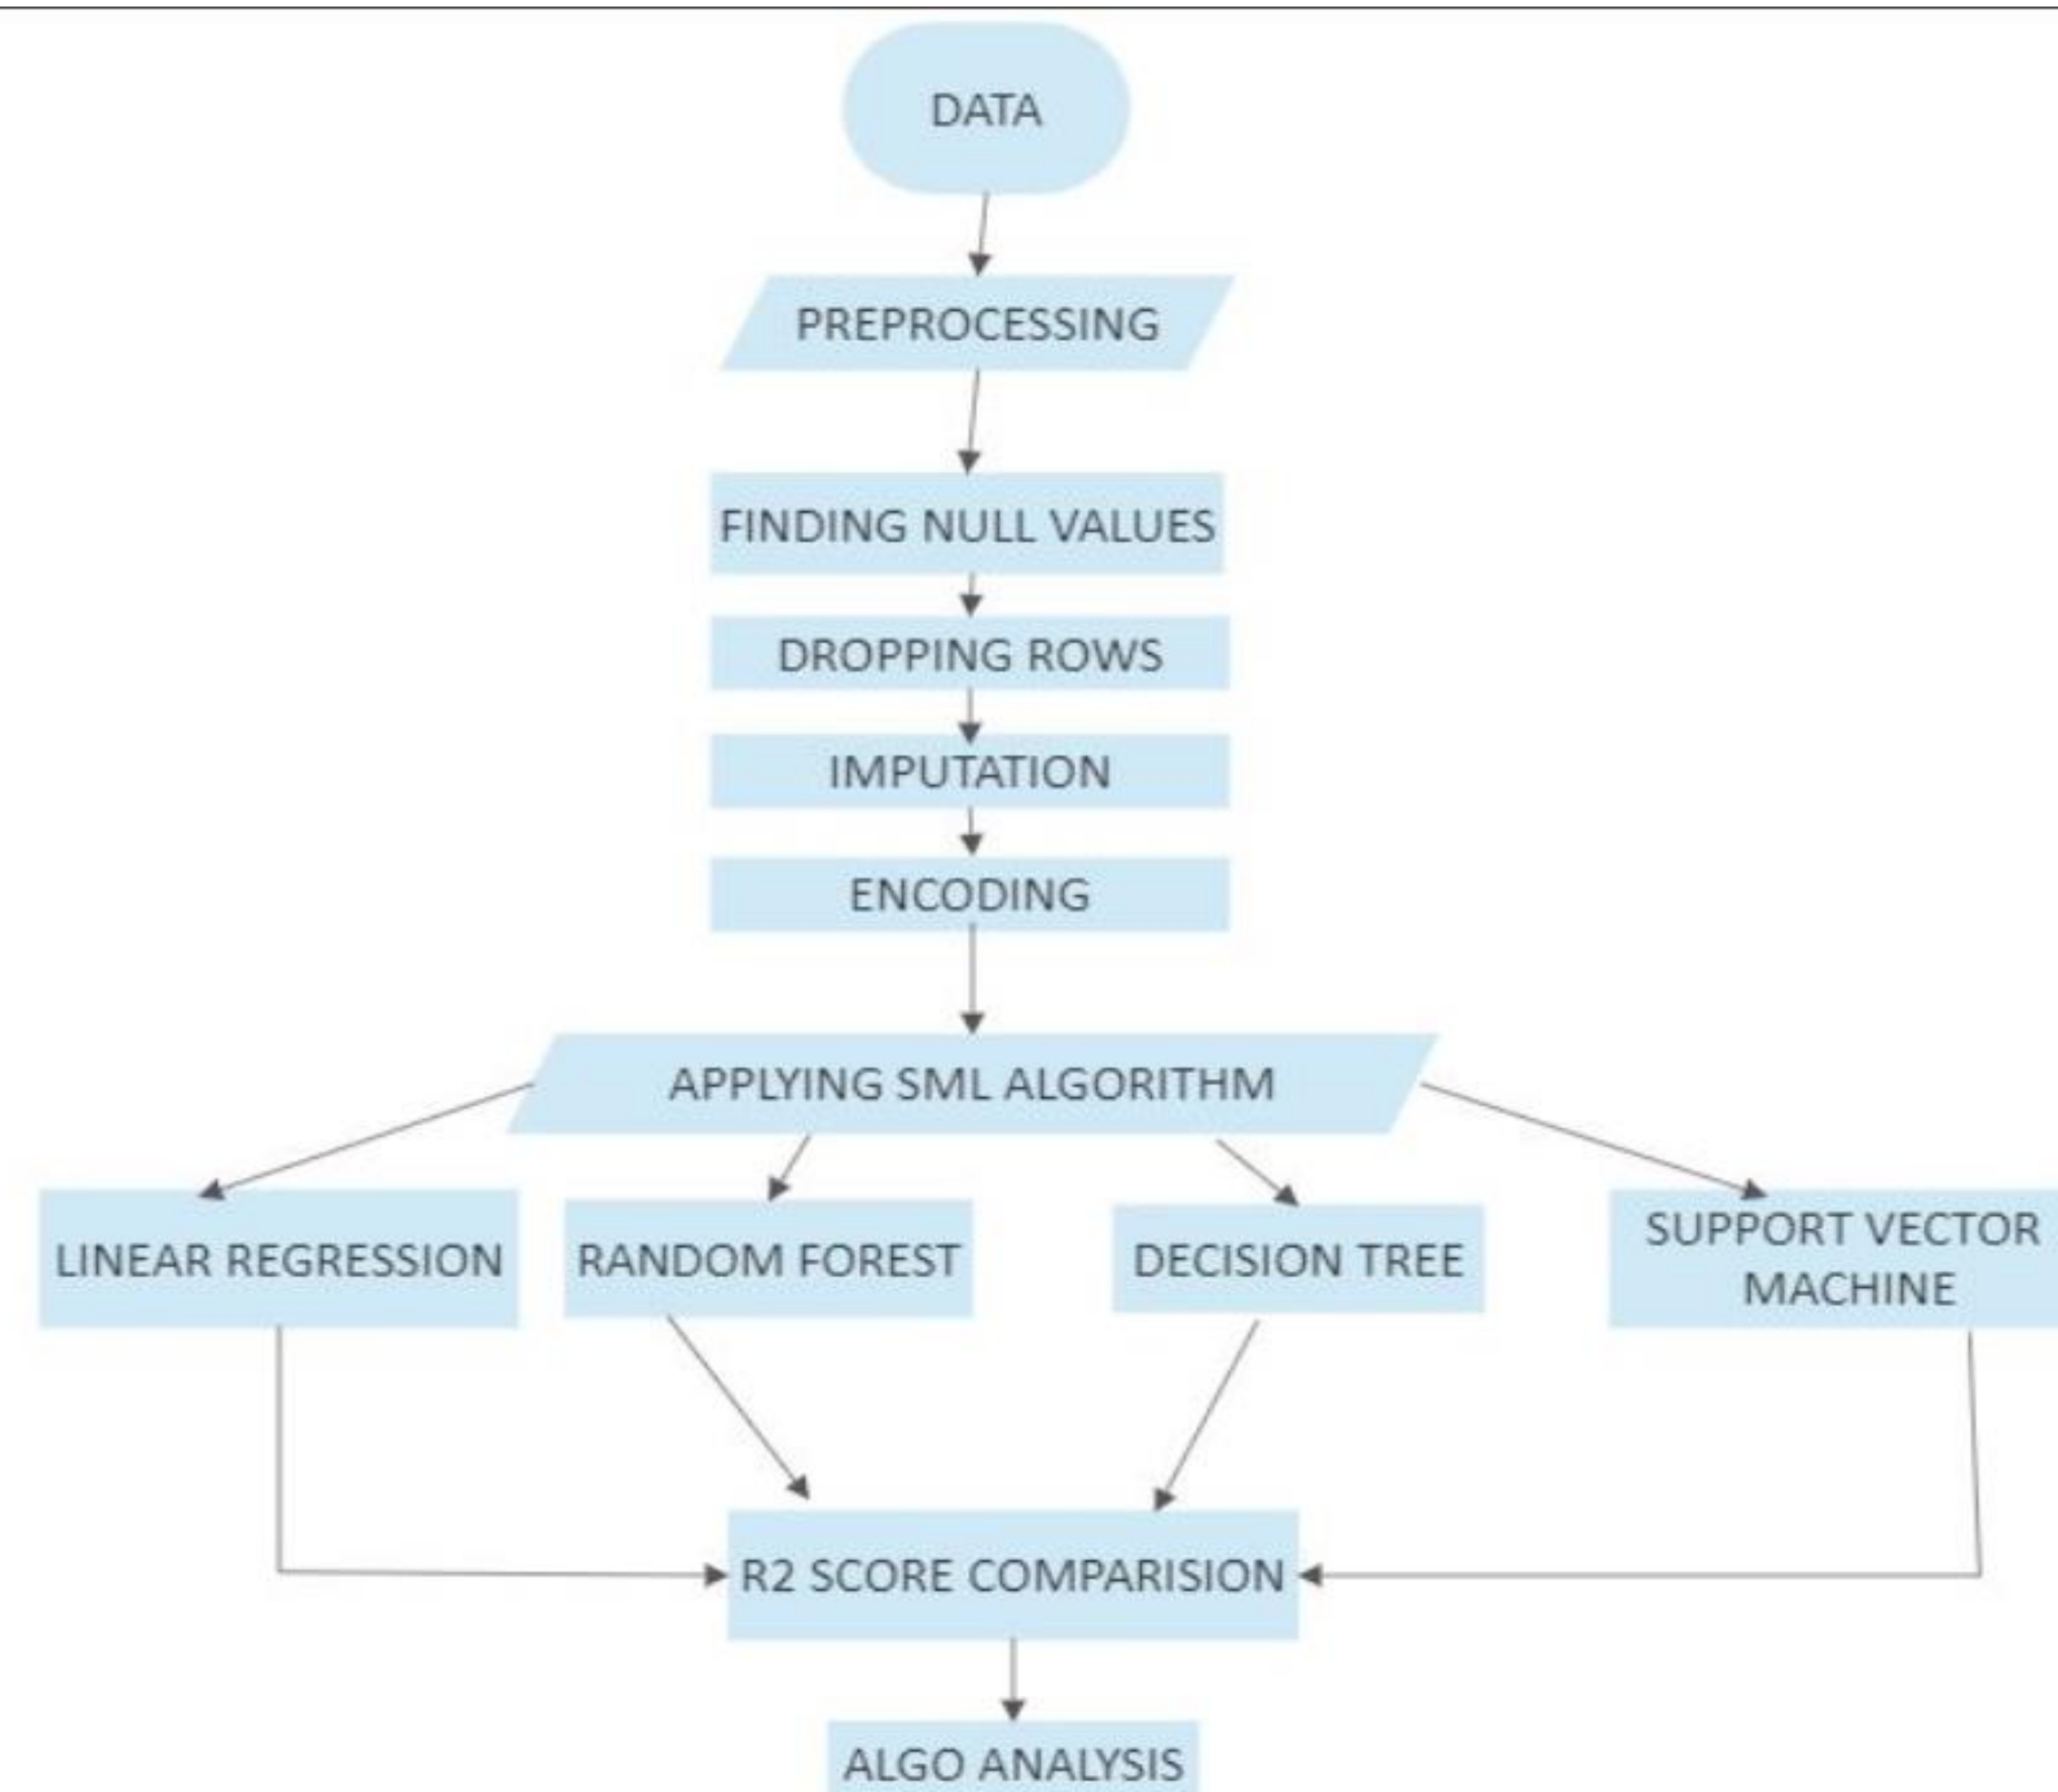 DATA
PREPROCESSING
FINDING NULL VALUES
DROPPING ROWS
IMPUTATION
ENCODING
APPLYING SML ALGORITHM
LINEAR REGRESSION
RANDOM FOREST
DECISION TREE
SUPPORT VECTOR
MACHINE
R2 SCORE COMPARISION
ALGO ANALYSIS